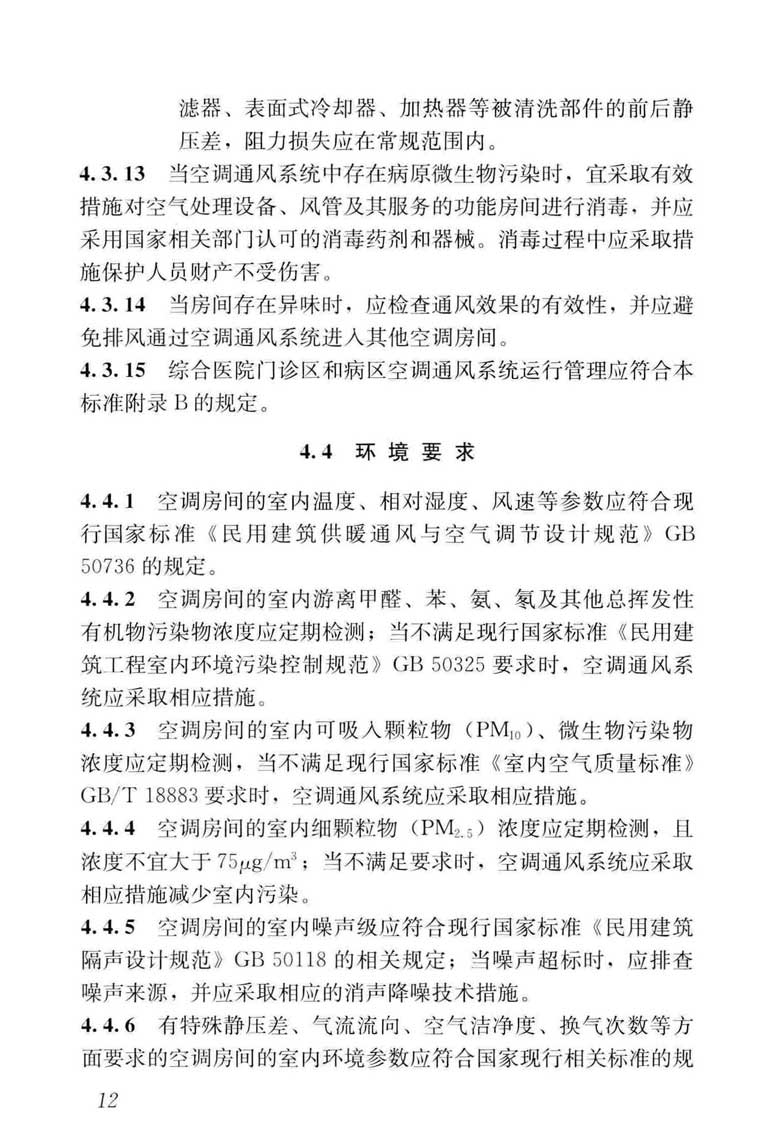 滤器、表面式冷却器、加热器等被清洗部件的前后静
压差，阻力损失应在常规范围内。
4.3.13 当空调通风系统中存在病原微生物污染时，宜采取有效
措施对空气处理设备、风管及其服务的功能房间进行消毒，并应
采用国家相关部门认可的消毒药剂和器械。消毒过程中应采取措
施保护人员财产不受伤害。
4.3.14 当房间存在异味时，应检查通风效果的有效性，并应避
免排风通过空调通风系统进入其他空调房间。
4.3.15 综合医院门诊区和病区空调通风系统运行管理应符合本
标准附录 B 的规定。
4.4 环境要求
4.4.1 空调房间的室内温度、相对湿度、风速等参数应符合现
行国家标准《民用建筑供暖通风与空气调节设计规范》GB
50736 的规定。
4.4.2 空调房间的室内游离甲醛、苯、氨、氡及其他总挥发性
有机物污染物浓度应定期检测；当不满足现行国家标准《民用建
筑工程室内环境污染控制规范》GB 50325 要求时，空调通风系
统应采取相应措施。
4.4.3 空调房间的室内可吸入颗粒物（PM₁₀）、微生物污染物
浓度应定期检测，当不满足现行国家标准《室内空气质量标准》
GB/T 18883 要求时，空调通风系统应采取相应措施。
4.4.4 空调房间的室内细颗粒物（PM₂.₅）浓度应定期检测，且
浓度不宜大于 75μg/m³；当不满足要求时，空调通风系统应采取
相应措施减少室内污染。
4.4.5 空调房间的室内噪声级应符合现行国家标准《民用建筑
隔声设计规范》GB 50118 的相关规定；当噪声超标时，应排查
噪声来源，并应采取相应的消声降噪技术措施。
4.4.6 有特殊静压差、气流流向、空气洁净度、换气次数等方
面要求的空调房间的室内环境参数应符合国家现行相关标准的规
12